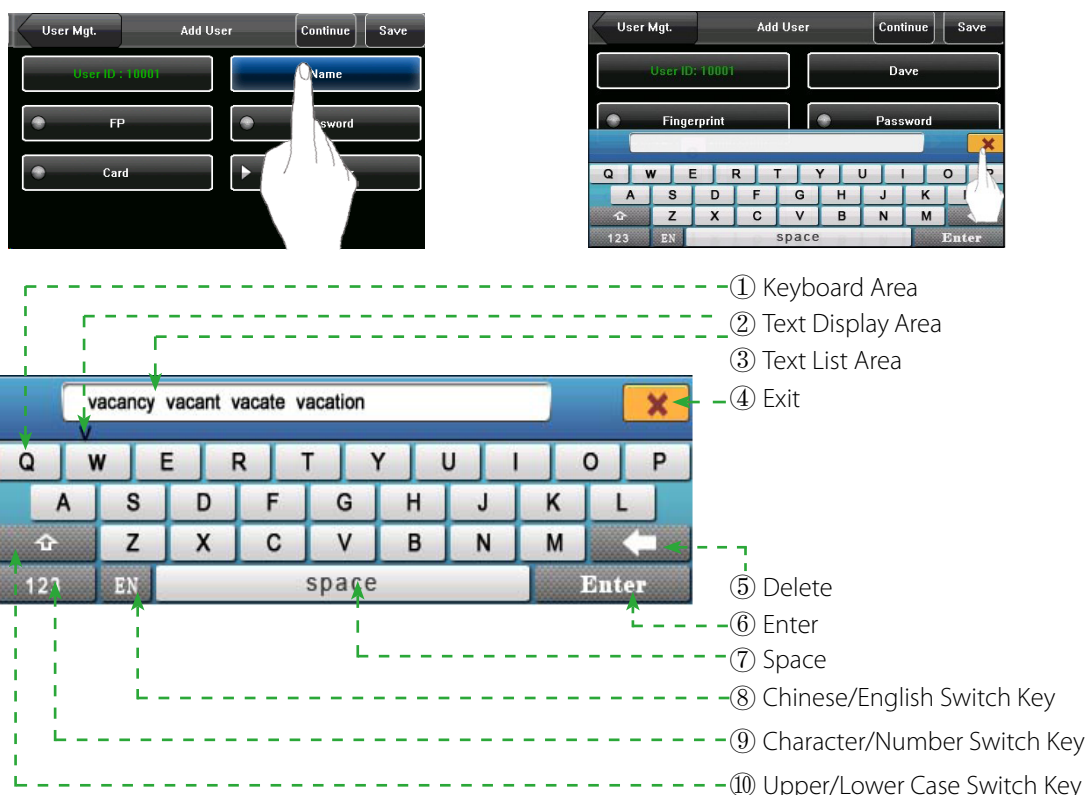 User Mgt. Add User Continue Save
User ID : 10001 Name
FP
Card
User Mgt. Add User Continue Save
User ID: 10001 Dave
Fingerprint Password
Q W E R T Y U I O
A S D F G H J K
Z X C V B N M
123 EN space Enter
① Keyboard Area
② Text Display Area
③ Text List Area
④ Exit
vacancy vacant vacate vacation
v
Q W E R T Y U I O P
A S D F G H J K L
Z X C V B N M
123 EN space Enter
⑤ Delete
⑥ Enter
⑦ Space
⑧ Chinese/English Switch Key
⑨ Character/Number Switch Key
⑩ Upper/Lower Case Switch Key